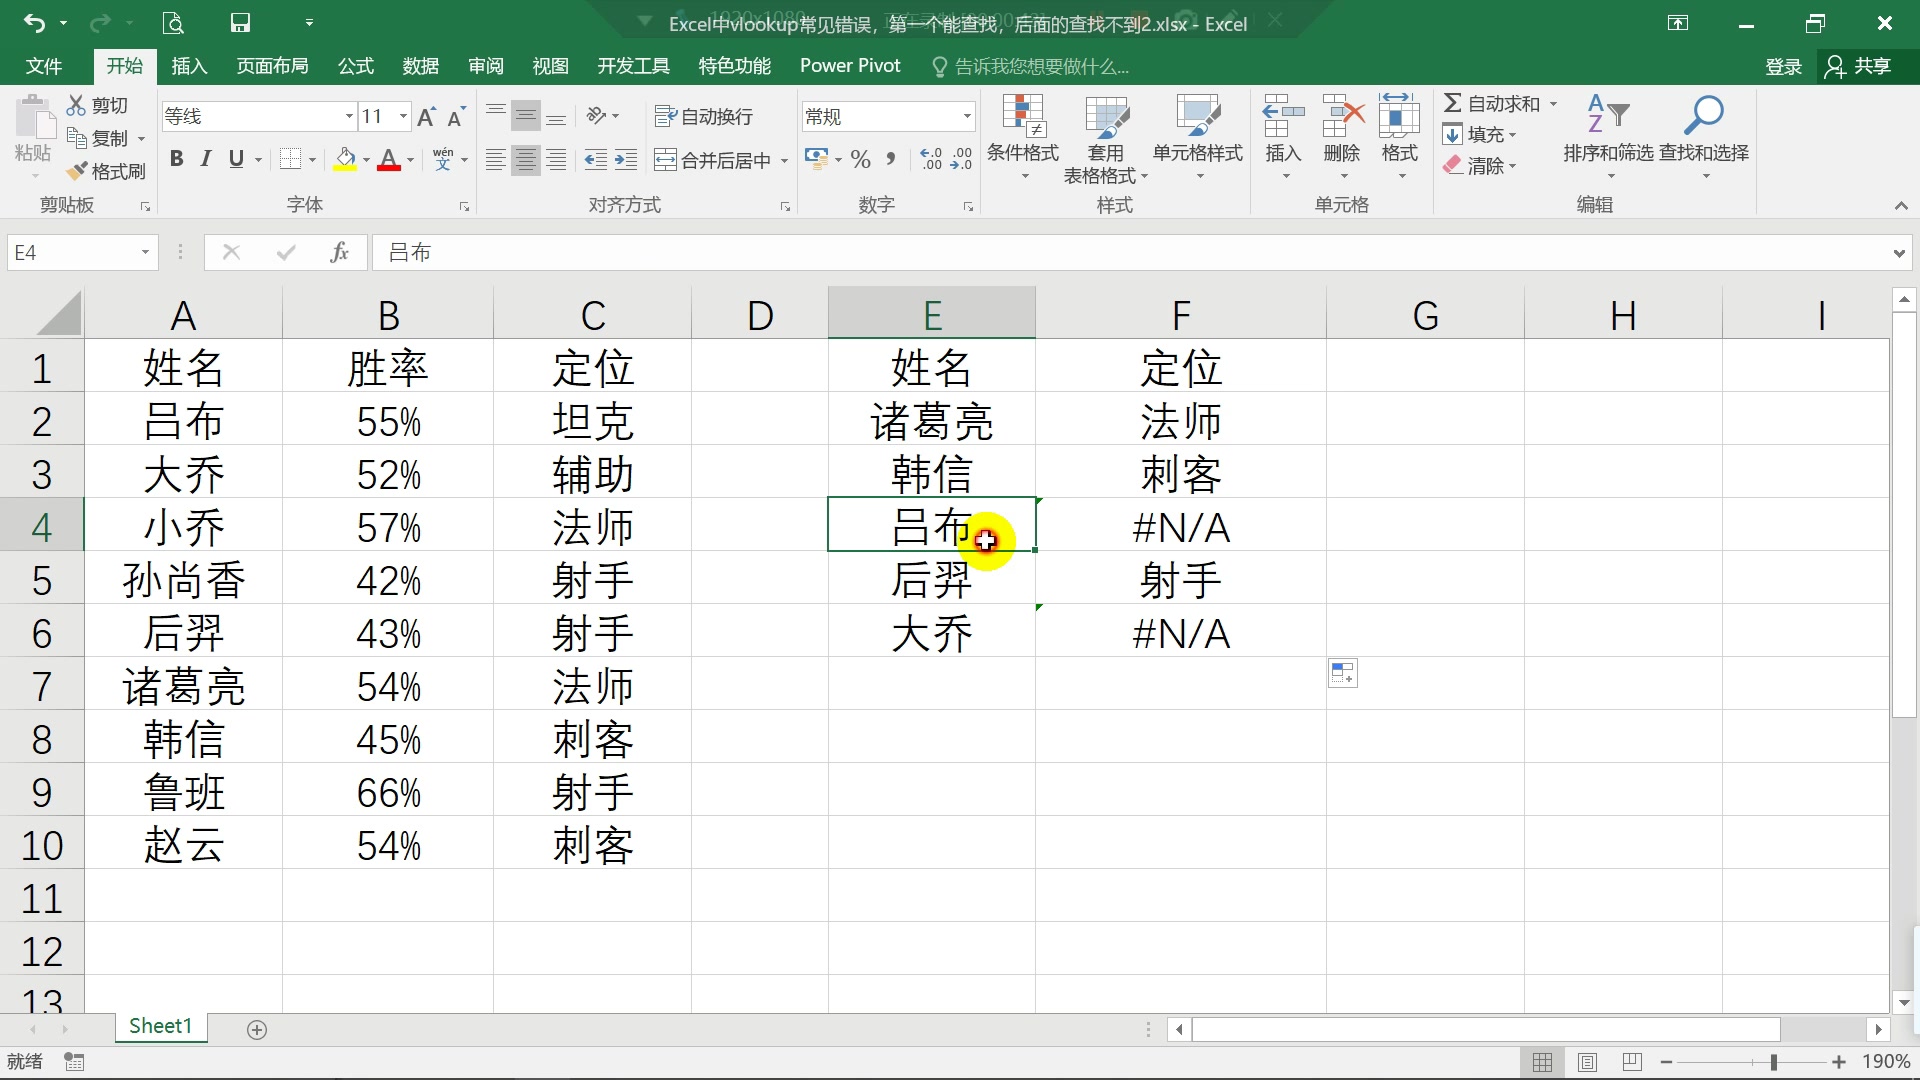 Excel中vlookup常见错误，第一个能查找，后面的查找不到2.xlsx - Excel
文件 开始 插入 页面布局 公式 数据 审阅 视图 开发工具 特色功能 Power Pivot 告诉我您想要做什么... 登录 共享
粘贴 剪切 复制 格式刷 剪贴板
等线 11 B I U A wén 文 字体
自动换行 合并后居中 对齐方式
常规 % 数字
条件格式 套用表格格式 单元格样式 样式
插入 删除 格式 单元格
自动求和 填充 清除 排序和筛选 查找和选择 编辑
E4 fx 吕布
A B C D E F G H I
1 姓名 胜率 定位 姓名 定位
2 吕布 55% 坦克 诸葛亮 法师
3 大乔 52% 辅助 韩信 刺客
4 小乔 57% 法师 吕布 #N/A
5 孙尚香 42% 射手 后羿 射手
6 后羿 43% 射手 大乔 #N/A
7 诸葛亮 54% 法师
8 韩信 45% 刺客
9 鲁班 66% 射手
10 赵云 54% 刺客
11
12
13
Sheet1
就绪 190%